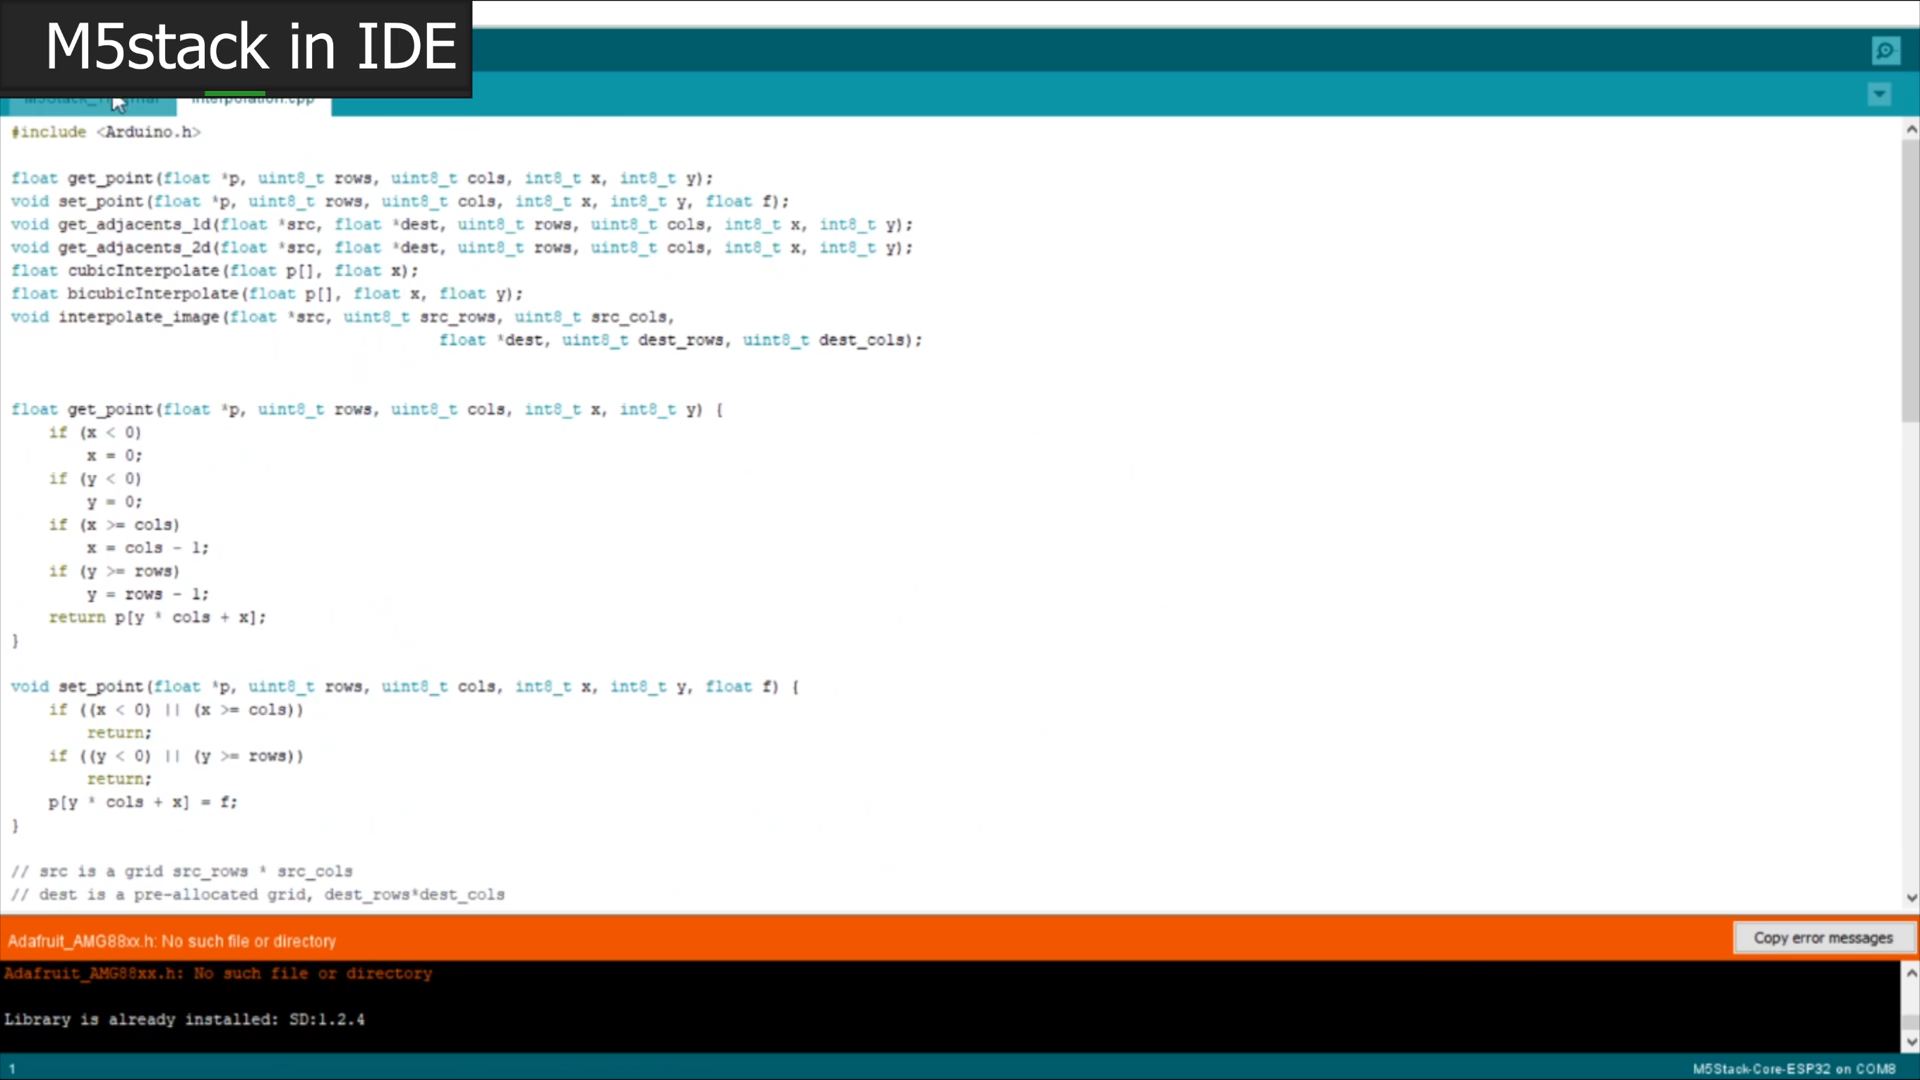 M5stack in IDE
interpolation.cpp
#include <Arduino.h>
float get_point(float *p, uint8_t rows, uint8_t cols, int8_t x, int8_t y);
void set_point(float *p, uint8_t rows, uint8_t cols, int8_t x, int8_t y, float f);
void get_adjacents_1d(float *src, float *dest, uint8_t rows, uint8_t cols, int8_t x, int8_t y);
void get_adjacents_2d(float *src, float *dest, uint8_t rows, uint8_t cols, int8_t x, int8_t y);
float cubicInterpolate(float p[], float x);
float bicubicInterpolate(float p[], float x, float y);
void interpolate_image(float *src, uint8_t src_rows, uint8_t src_cols,
float *dest, uint8_t dest_rows, uint8_t dest_cols);
float get_point(float *p, uint8_t rows, uint8_t cols, int8_t x, int8_t y) {
if (x < 0)
x = 0;
if (y < 0)
y = 0;
if (x >= cols)
x = cols - 1;
if (y >= rows)
y = rows - 1;
return p[y * cols + x];
}
void set_point(float *p, uint8_t rows, uint8_t cols, int8_t x, int8_t y, float f) {
if ((x < 0) || (x >= cols))
return;
if ((y < 0) || (y >= rows))
return;
p[y * cols + x] = f;
}
// src is a grid src_rows * src_cols
// dest is a pre-allocated grid, dest_rows*dest_cols
Adafruit_AMG88xx.h: No such file or directory
Copy error messages
Adafruit_AMG88xx.h: No such file or directory
Library is already installed: SD:1.2.4
1
M5Stack-Core-ESP32 on COM8